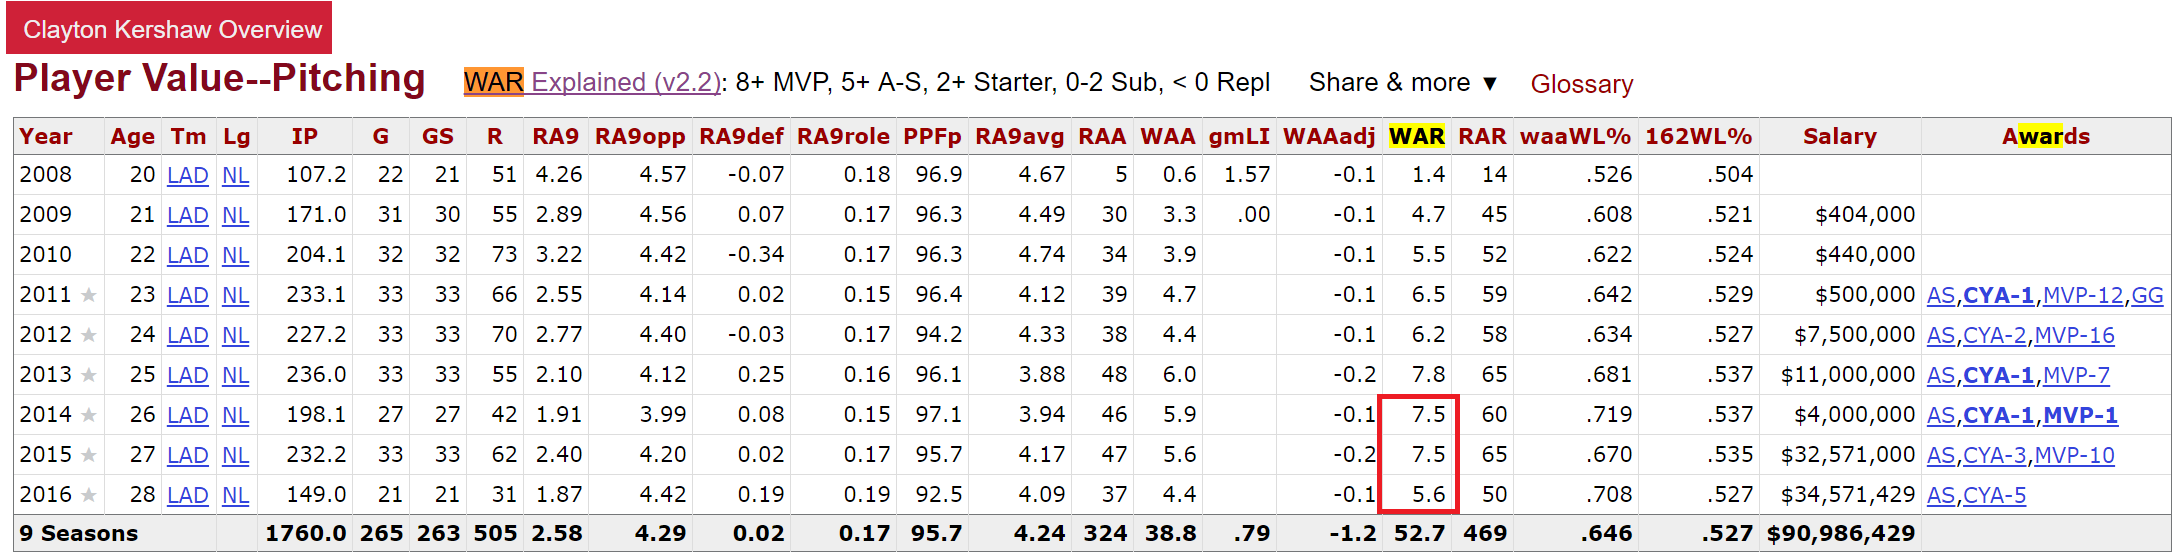 Clayton Kershaw Overview
Player Value--Pitching WAR Explained (v2.2): 8+ MVP, 5+ A-S, 2+ Starter, 0-2 Sub, < 0 Repl Share & more ▼ Glossary
Year Age Tm Lg IP G GS R RA9 RA9opp RA9def RA9role PPFp RA9avg RAA WAA gmLI WAAadj WAR RAR waaWL% 162WL% Salary Awards
2008 20 LAD NL 107.2 22 21 51 4.26 4.57 -0.07 0.18 96.9 4.67 5 0.6 1.57 -0.1 1.4 14 .526 .504
2009 21 LAD NL 171.0 31 30 55 2.89 4.56 0.07 0.17 96.3 4.49 30 3.3 .00 -0.1 4.7 45 .608 .521 $404,000
2010 22 LAD NL 204.1 32 32 73 3.22 4.42 -0.34 0.17 96.3 4.74 34 3.9 -0.1 5.5 52 .622 .524 $440,000
2011 ★ 23 LAD NL 233.1 33 33 66 2.55 4.14 0.02 0.15 96.4 4.12 39 4.7 -0.1 6.5 59 .642 .529 $500,000 AS,CYA-1,MVP-12,GG
2012 ★ 24 LAD NL 227.2 33 33 70 2.77 4.40 -0.03 0.17 94.2 4.33 38 4.4 -0.1 6.2 58 .634 .527 $7,500,000 AS,CYA-2,MVP-16
2013 ★ 25 LAD NL 236.0 33 33 55 2.10 4.12 0.25 0.16 96.1 3.88 48 6.0 -0.2 7.8 65 .681 .537 $11,000,000 AS,CYA-1,MVP-7
2014 ★ 26 LAD NL 198.1 27 27 42 1.91 3.99 0.08 0.15 97.1 3.94 46 5.9 -0.1 7.5 60 .719 .537 $4,000,000 AS,CYA-1,MVP-1
2015 ★ 27 LAD NL 232.2 33 33 62 2.40 4.20 0.02 0.17 95.7 4.17 47 5.6 -0.2 7.5 65 .670 .535 $32,571,000 AS,CYA-3,MVP-10
2016 ★ 28 LAD NL 149.0 21 21 31 1.87 4.42 0.19 0.19 92.5 4.09 37 4.4 -0.1 5.6 50 .708 .527 $34,571,429 AS,CYA-5
9 Seasons 1760.0 265 263 505 2.58 4.29 0.02 0.17 95.7 4.24 324 38.8 .79 -1.2 52.7 469 .646 .527 $90,986,429